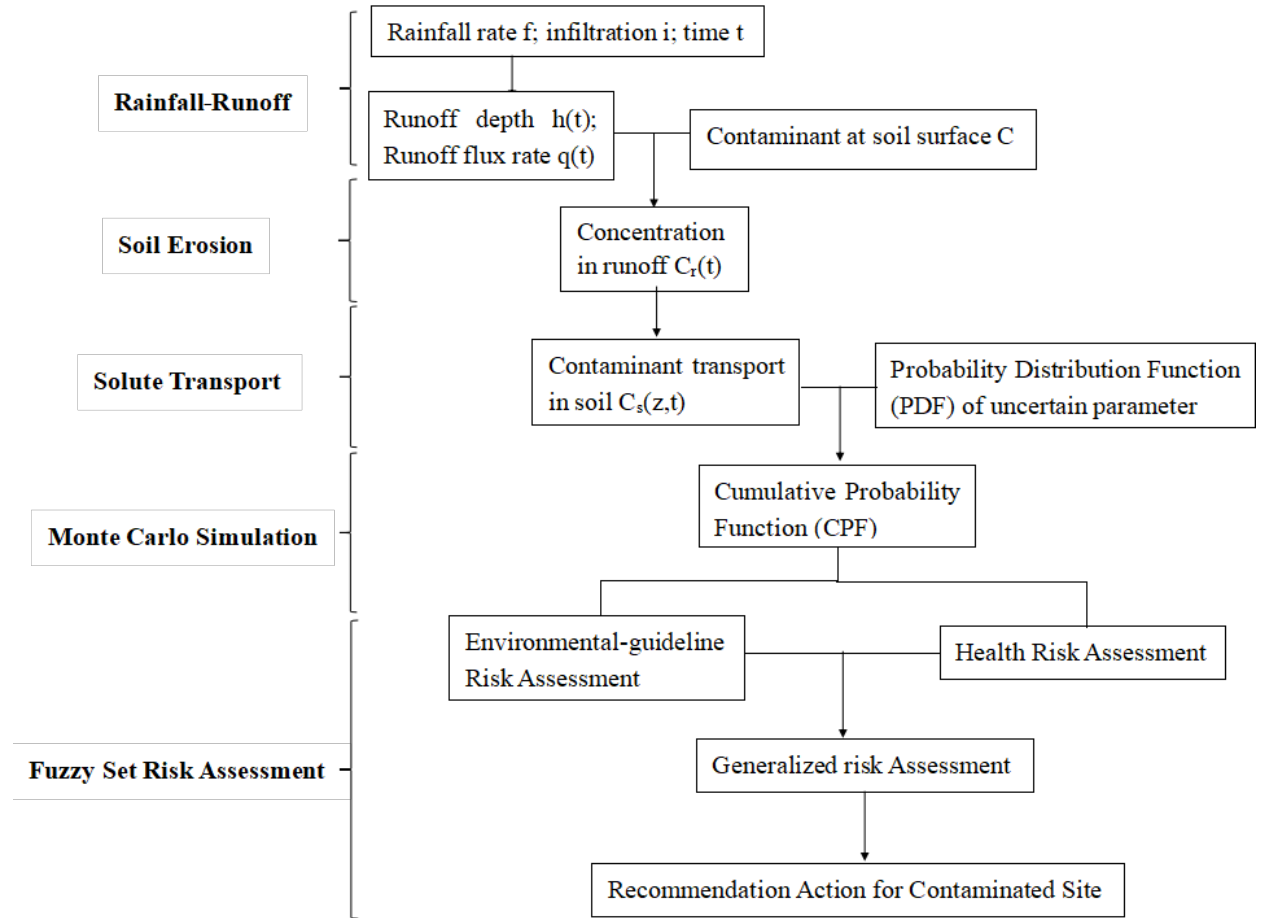 Rainfall rate f; infiltration i; time t
Rainfall-Runoff
Runoff depth h(t);
Runoff flux rate q(t)
Contaminant at soil surface C
Soil Erosion
Concentration
in runoff Cᵣ(t)
Solute Transport
Contaminant transport
in soil Cₛ(z,t)
Probability Distribution Function
(PDF) of uncertain parameter
Monte Carlo Simulation
Cumulative Probability
Function (CPF)
Environmental-guideline
Risk Assessment
Health Risk Assessment
Fuzzy Set Risk Assessment
Generalized risk Assessment
Recommendation Action for Contaminated Site